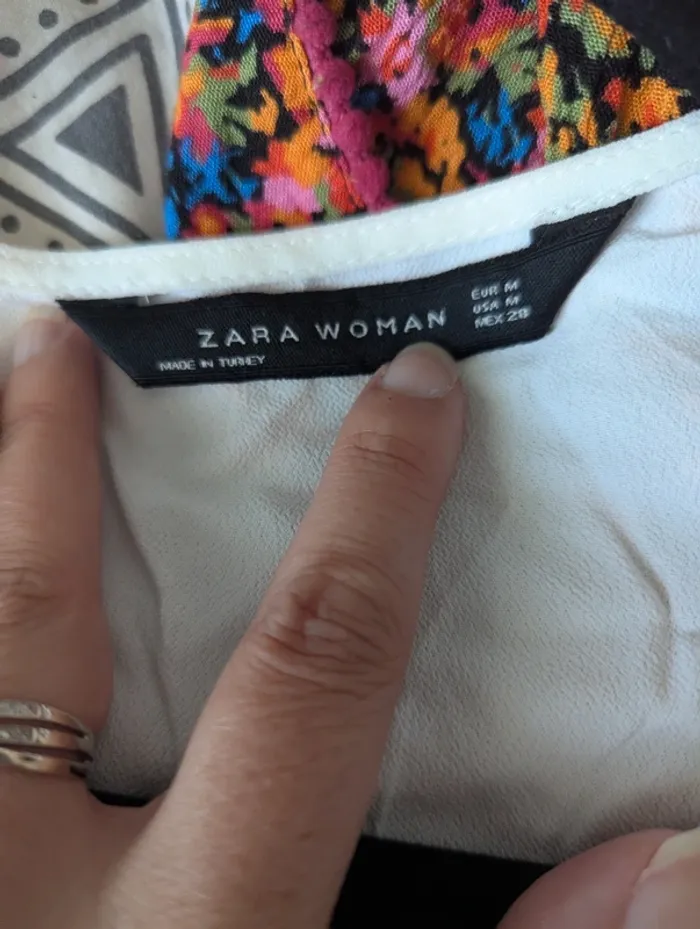 ZARA WOMAN
MADE IN TURKEY
EUR M
USA M
MEX 28